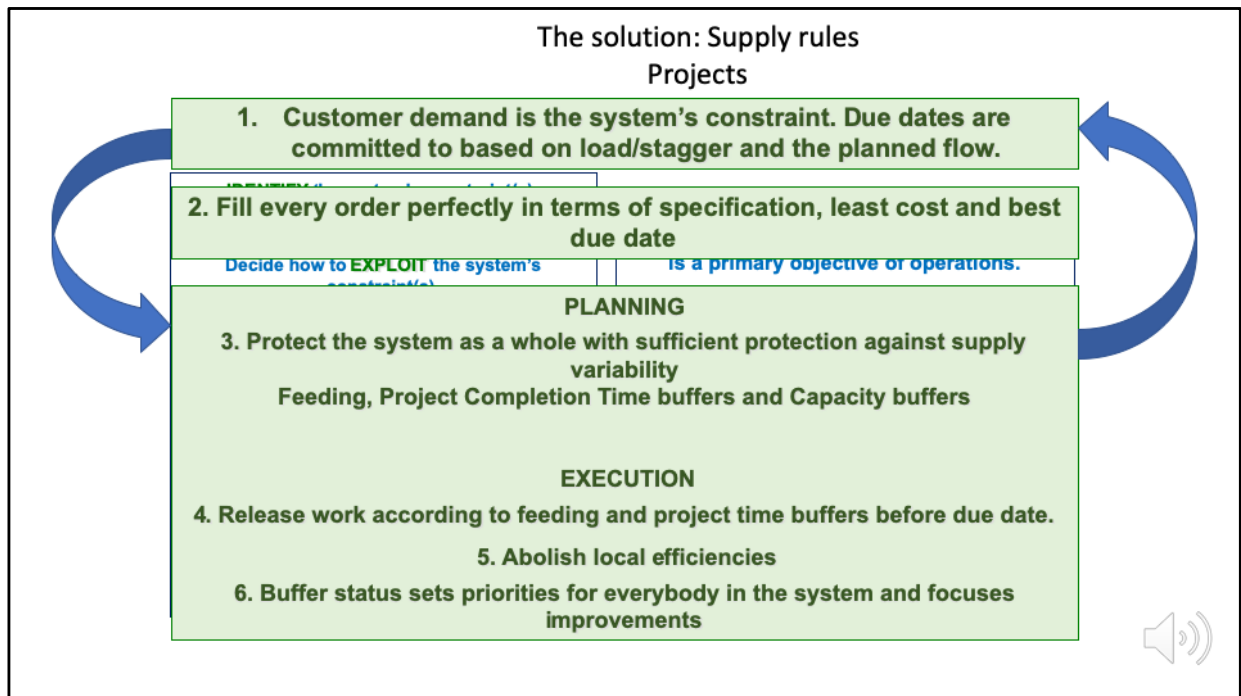 The solution: Supply rules
Projects
1. Customer demand is the system's constraint. Due dates are
committed to based on load/stagger and the planned flow.
2. Fill every order perfectly in terms of specification, least cost and best
due date
Decide how to EXPLOIT the system's
is a primary objective of operations.
PLANNING
3. Protect the system as a whole with sufficient protection against supply
variability
Feeding, Project Completion Time buffers and Capacity buffers
EXECUTION
4. Release work according to feeding and project time buffers before due date.
5. Abolish local efficiencies
6. Buffer status sets priorities for everybody in the system and focuses
improvements